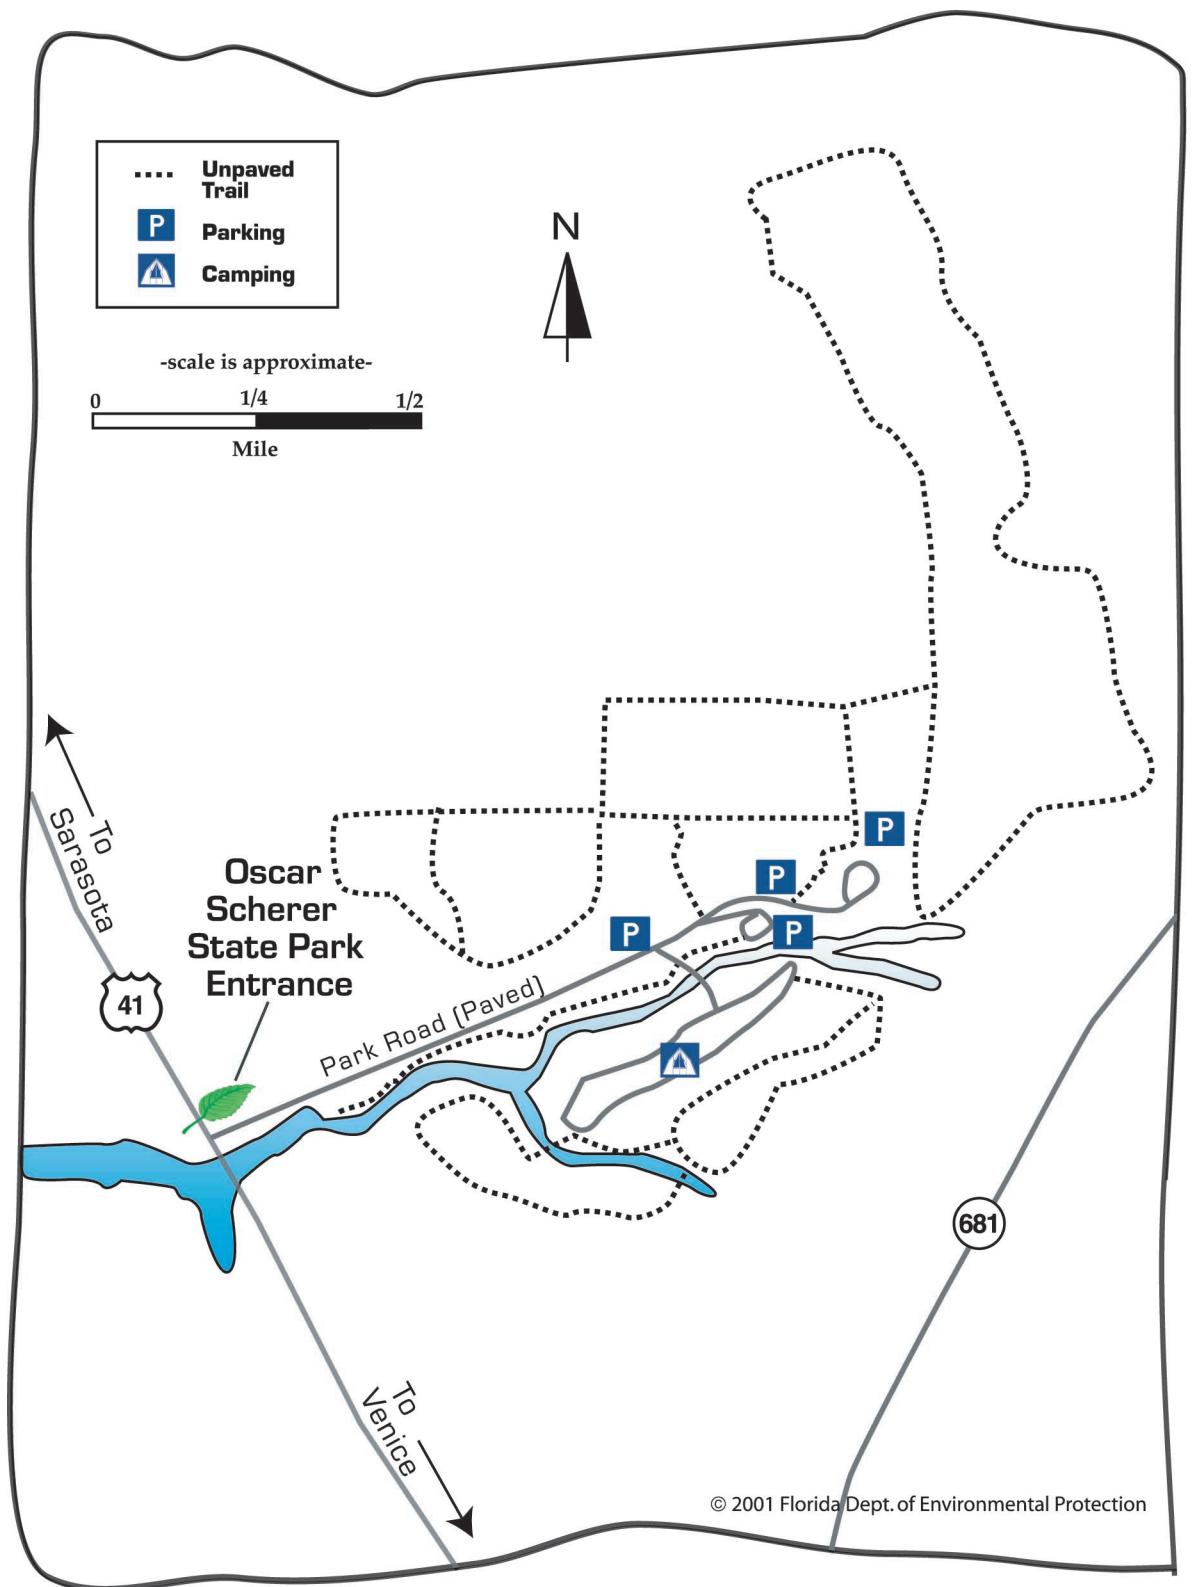 Unpaved
Trail
P
Parking
Camping
N
-scale is approximate-
0 1/4 1/2
Mile
P
P
P
P
To
Sarasota
Oscar
Scherer
State Park
Entrance
41
Park Road (Paved)
681
To
Venice
© 2001 Florida Dept. of Environmental Protection